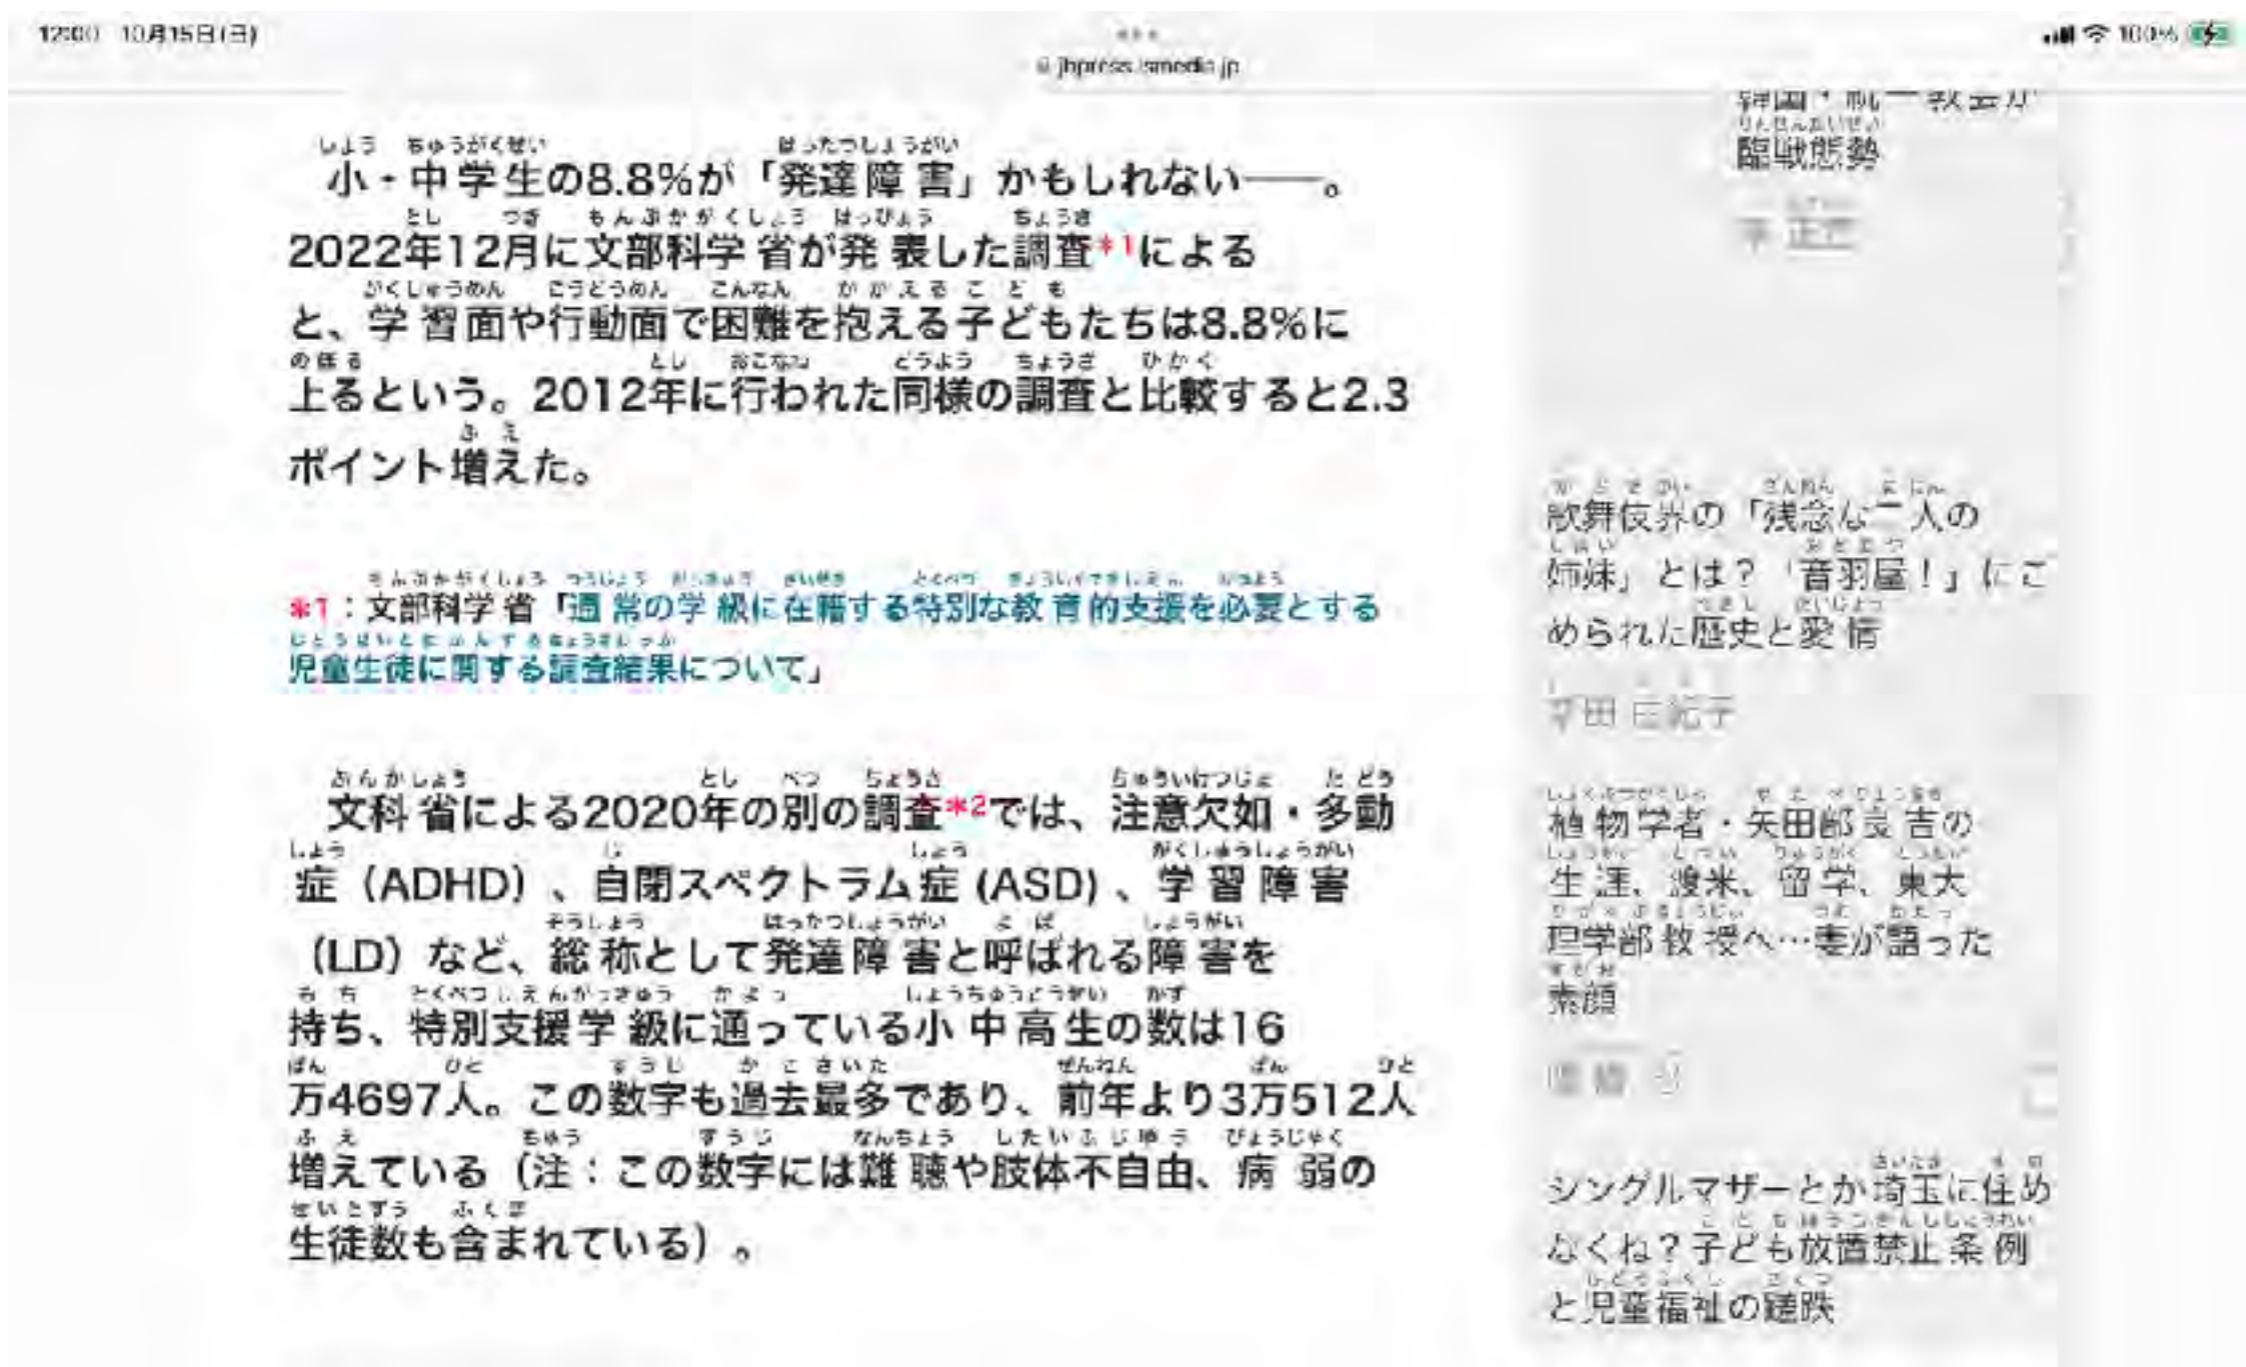 12:00 10月15日(日)
jbpress.ismedia.jp
100%
小・中学生の8.8%が「発達障害」かもしれない――。
2022年12月に文部科学省が発表した調査*1による
と、学習面や行動面で困難を抱える子どもたちは8.8%に
上るという。2012年に行われた同様の調査と比較すると2.3
ポイント増えた。
*1：文部科学省「通常の学級に在籍する特別な教育的支援を必要とする
児童生徒に関する調査結果について」
文科省による2020年の別の調査*2では、注意欠如・多動
症（ADHD）、自閉スペクトラム症 (ASD) 、学習障害
（LD）など、総称として発達障害と呼ばれる障害を
持ち、特別支援学級に通っている小中高生の数は16
万4697人。この数字も過去最多であり、前年より3万512人
増えている（注：この数字には難聴や肢体不自由、病弱の
生徒数も含まれている）。
臨戦態勢
歌舞伎界の「残念な二人の
姉妹」とは？「音羽屋！」にこ
められた歴史と愛情
植物学者・矢田部良吉の
生涯、渡米、留学、東大
理学部教授へ…妻が語った
素顔
シングルマザーとか埼玉に住め
なくね？子ども放置禁止条例
と児童福祉の蹉跌